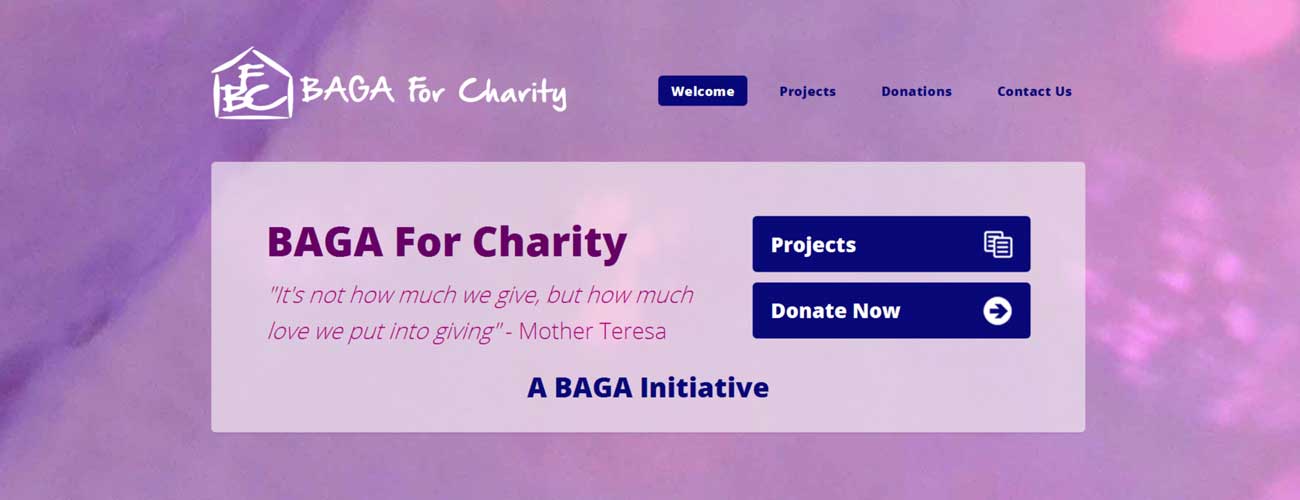 FBC BAGA For Charity
Welcome Projects Donations Contact Us
BAGA For Charity
"It's not how much we give, but how much
love we put into giving" - Mother Teresa
Projects
Donate Now
A BAGA Initiative